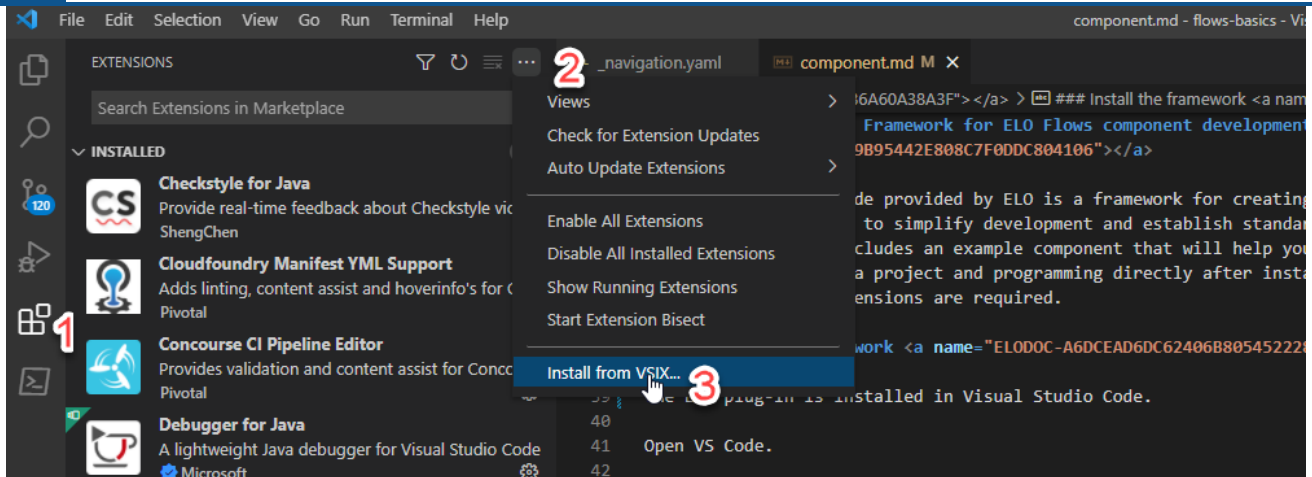 File Edit Selection View Go Run Terminal Help
component.md - flows-basics - Vis
EXTENSIONS
2
_navigation.yaml
component.md M
Search Extensions in Marketplace
INSTALLED
Checkstyle for Java
Provide real-time feedback about Checkstyle vio
ShengChen
Cloudfoundry Manifest YML Support
Adds linting, content assist and hoverinfo's for C
Pivotal
Concourse CI Pipeline Editor
Provides validation and content assist for Conco
Pivotal
Debugger for Java
A lightweight Java debugger for Visual Studio Code
Microsoft
120
1
Views
Check for Extension Updates
Auto Update Extensions
Enable All Extensions
Disable All Installed Extensions
Show Running Extensions
Start Extension Bisect
Install from VSIX...
3
36A60A38A3F"></a> > ### Install the framework <a nam
Framework for ELO Flows component development
9B95442E808C7F0DDC804106"></a>
de provided by ELO is a framework for creating
to simplify development and establish standar
cludes an example component that will help you
a project and programming directly after insta
ensions are required.
work <a name="ELODOC-A6DCEAD6DC62406B805452228
39 plug-in is installed in Visual Studio Code.
40
41 Open VS Code.
42